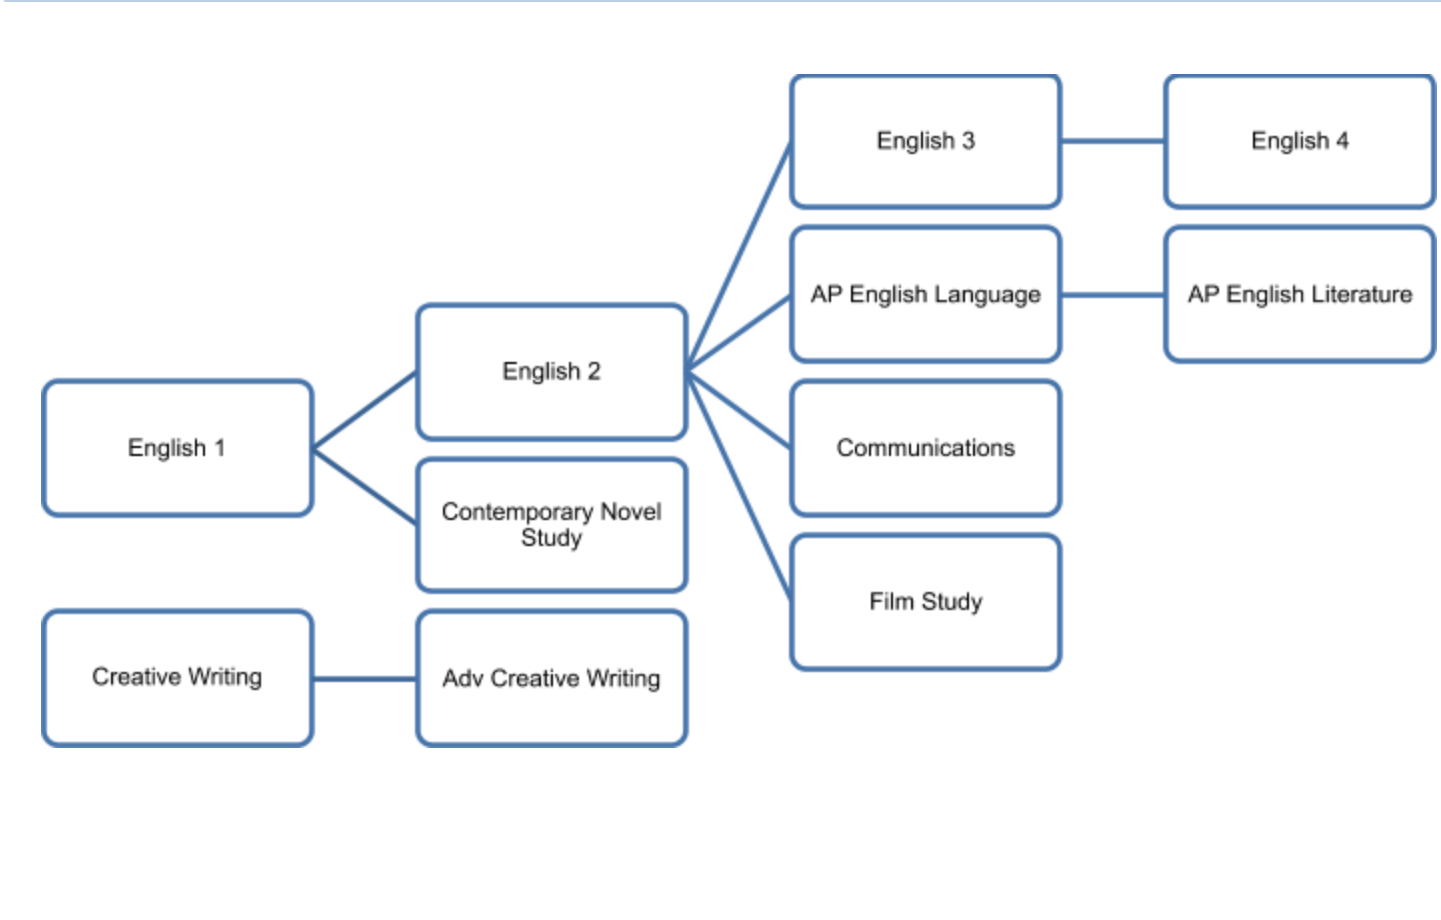 English 1
Creative Writing
English 2
Contemporary Novel
Study
Adv Creative Writing
English 3
AP English Language
Communications
Film Study
English 4
AP English Literature